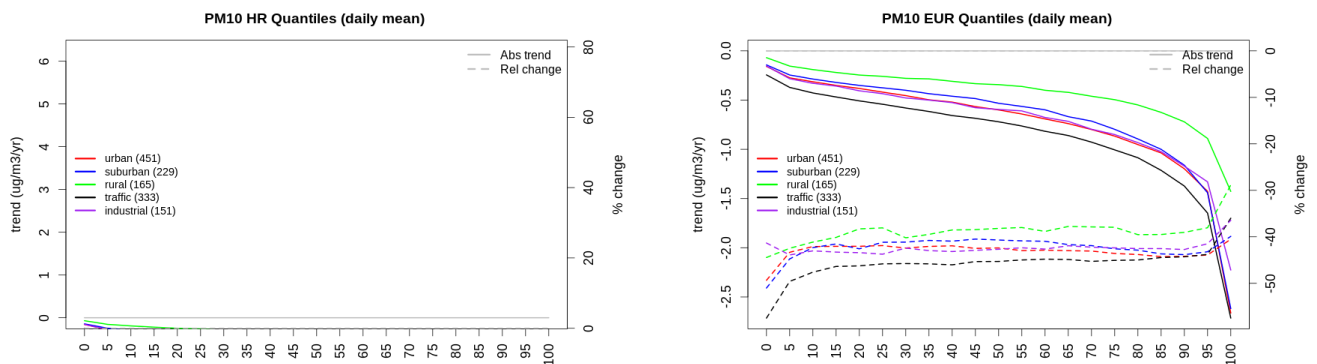 PM10 HR Quantiles (daily mean)
trend (ug/m3/yr)
6
5
4
3
2
1
0
80
60
40
20
0
% change
Abs trend
Rel change
urban (451)
suburban (229)
rural (165)
traffic (333)
industrial (151)
0 5 10 15 20 25 30 35 40 45 50 55 60 65 70 75 80 85 90 95 100
PM10 EUR Quantiles (daily mean)
trend (ug/m3/yr)
0.0
-0.5
-1.0
-1.5
-2.0
-2.5
0
-10
-20
-30
-40
-50
% change
Abs trend
Rel change
urban (451)
suburban (229)
rural (165)
traffic (333)
industrial (151)
0 5 10 15 20 25 30 35 40 45 50 55 60 65 70 75 80 85 90 95 100